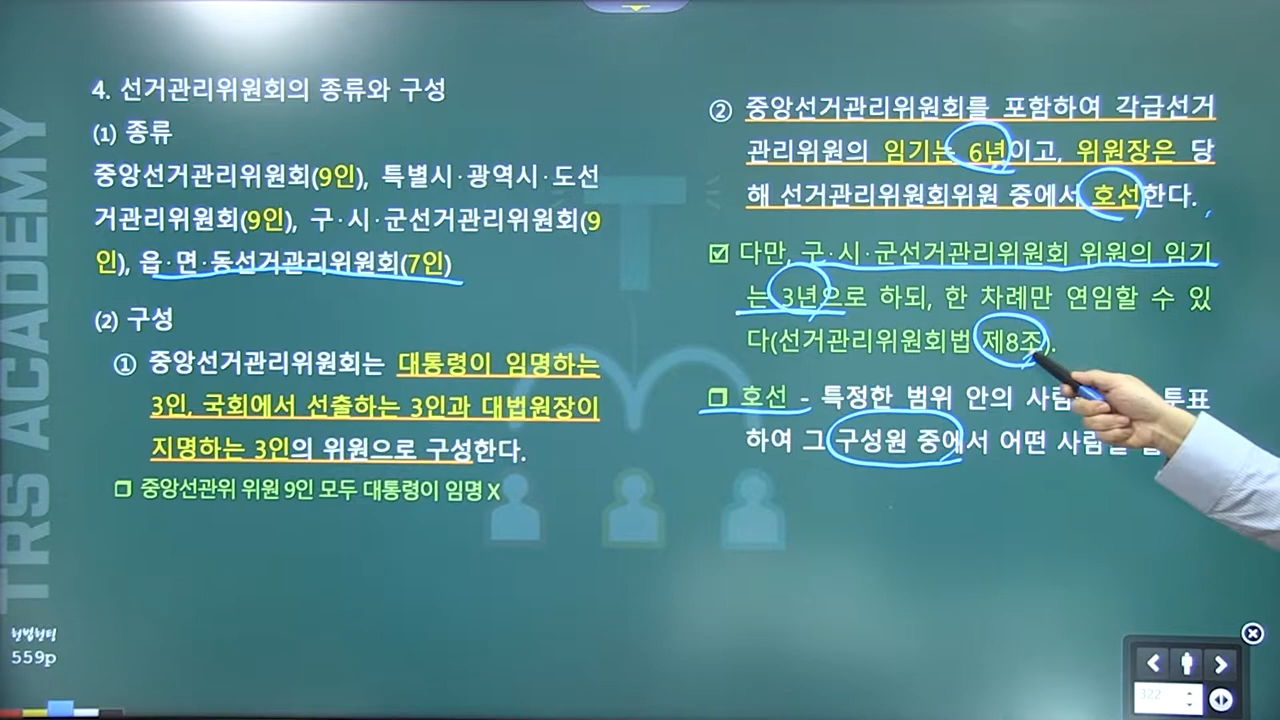 4. 선거관리위원회의 종류와 구성
(1) 종류
중앙선거관리위원회(9인), 특별시·광역시·도선
거관리위원회(9인), 구·시·군선거관리위원회(9
인), 읍·면·동선거관리위원회(7인)
(2) 구성
① 중앙선거관리위원회는 대통령이 임명하는
3인, 국회에서 선출하는 3인과 대법원장이
지명하는 3인의 위원으로 구성한다.
❒ 중앙선관위 위원 9인 모두 대통령이 임명 X
② 중앙선거관리위원회를 포함하여 각급선거
관리위원의 임기는 6년이고, 위원장은 당
해 선거관리위원회위원 중에서 호선한다.
☑ 다만, 구·시·군선거관리위원회 위원의 임기
는 3년으로 하되, 한 차례만 연임할 수 있
다(선거관리위원회법 제8조).
❒ 호선 - 특정한 범위 안의 사람 투표
하여 그 구성원 중에서 어떤 사람
TRS ACADEMY
559p
322